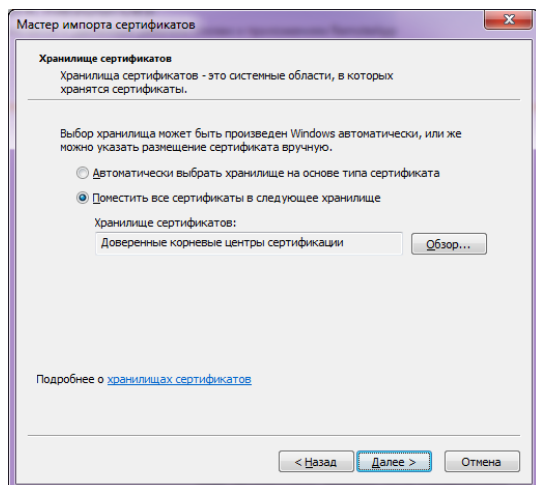 Мастер импорта сертификатов
Хранилище сертификатов
Хранилища сертификатов - это системные области, в которых
хранятся сертификаты.
Выбор хранилища может быть произведен Windows автоматически, или же
можно указать размещение сертификата вручную.
Автоматически выбрать хранилище на основе типа сертификата
Поместить все сертификаты в следующее хранилище
Хранилище сертификатов:
Доверенные корневые центры сертификации
Обзор...
Подробнее о хранилищах сертификатов
< Назад Далее > Отмена